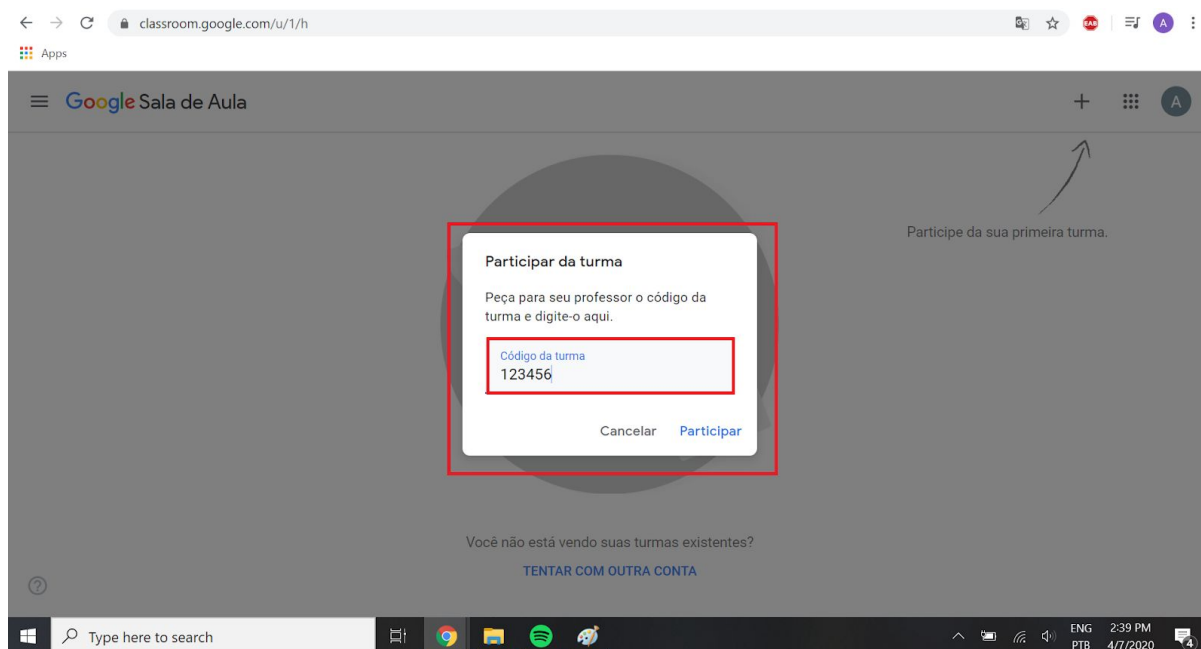 classroom.google.com/u/1/h
EAB
A
Apps
Google Sala de Aula
A
Participe da sua primeira turma.
Participar da turma
Peça para seu professor o código da
turma e digite-o aqui.
Código da turma
123456
Cancelar Participar
Você não está vendo suas turmas existentes?
TENTAR COM OUTRA CONTA
Type here to search
ENG 2:39 PM
PTB 4/7/2020
4